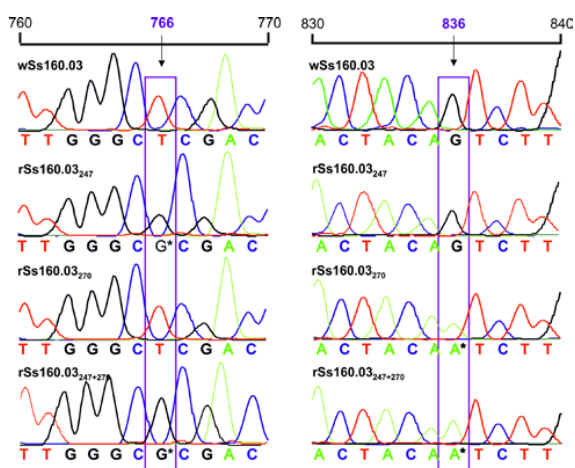 760 766 770
wSs160.03
T T G G G C T C G A C
rSs160.03247
T T G G G C G* C G A C
rSs160.03270
T T G G G C T C G A C
rSs160.03247+270
T T G G G C G* C G A C
830 836 840
wSs160.03
A C T A C A G T C T T
rSs160.03247
A C T A C A G T C T T
rSs160.03270
A C T A C A A* T C T T
rSs160.03247+270
A C T A C A A* T C T T